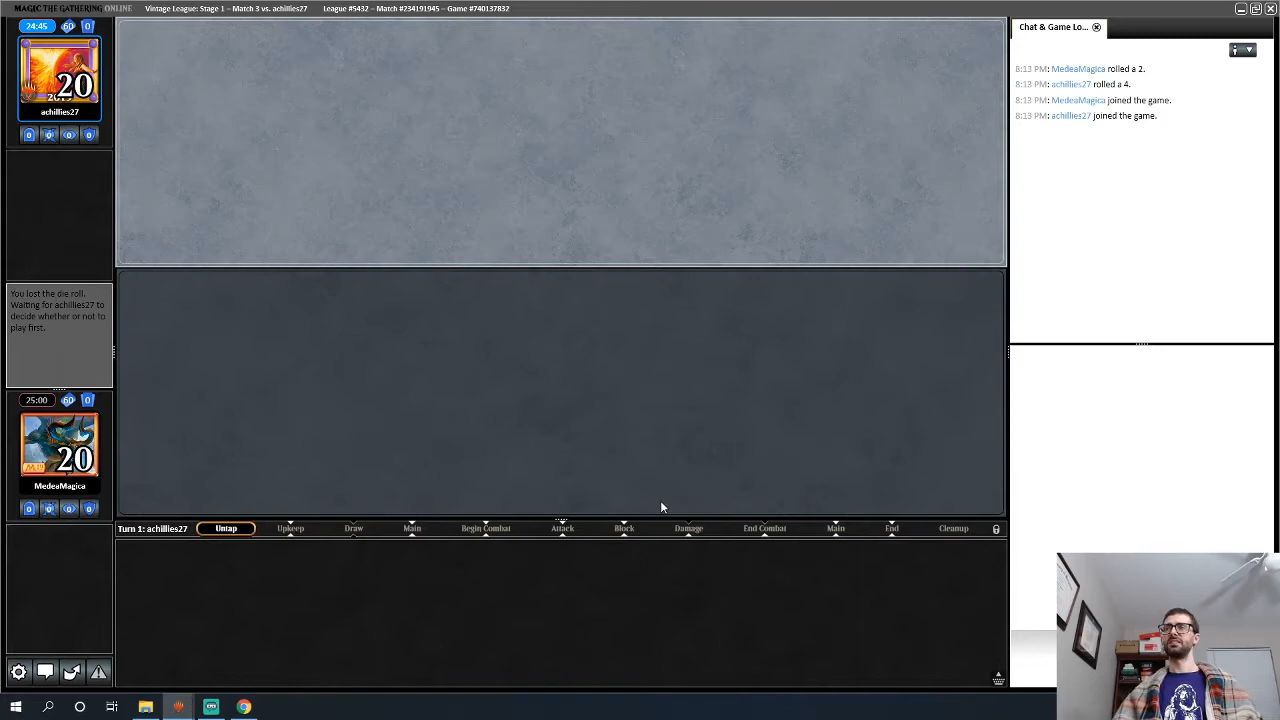 MAGIC THE GATHERING ONLINE
Vintage League: Stage 1 – Match 3 vs. achillies27
League #5432 – Match #234191945 – Game #740137832
24:45
60
0
20
achillies27
0
0
0
0
You lost the die roll.
Waiting for achillies27 to
decide whether or not to
play first.
25:00
60
0
M19
20
MedeaMagica
0
0
0
0
Turn 1: achillies27
Untap
Upkeep
Draw
Main
Begin Combat
Attack
Block
Damage
End Combat
Main
End
Cleanup
Chat & Game Lo...
8:13 PM: MedeaMagica rolled a 2.
8:13 PM: achillies27 rolled a 4.
8:13 PM: MedeaMagica joined the game.
8:13 PM: achillies27 joined the game.